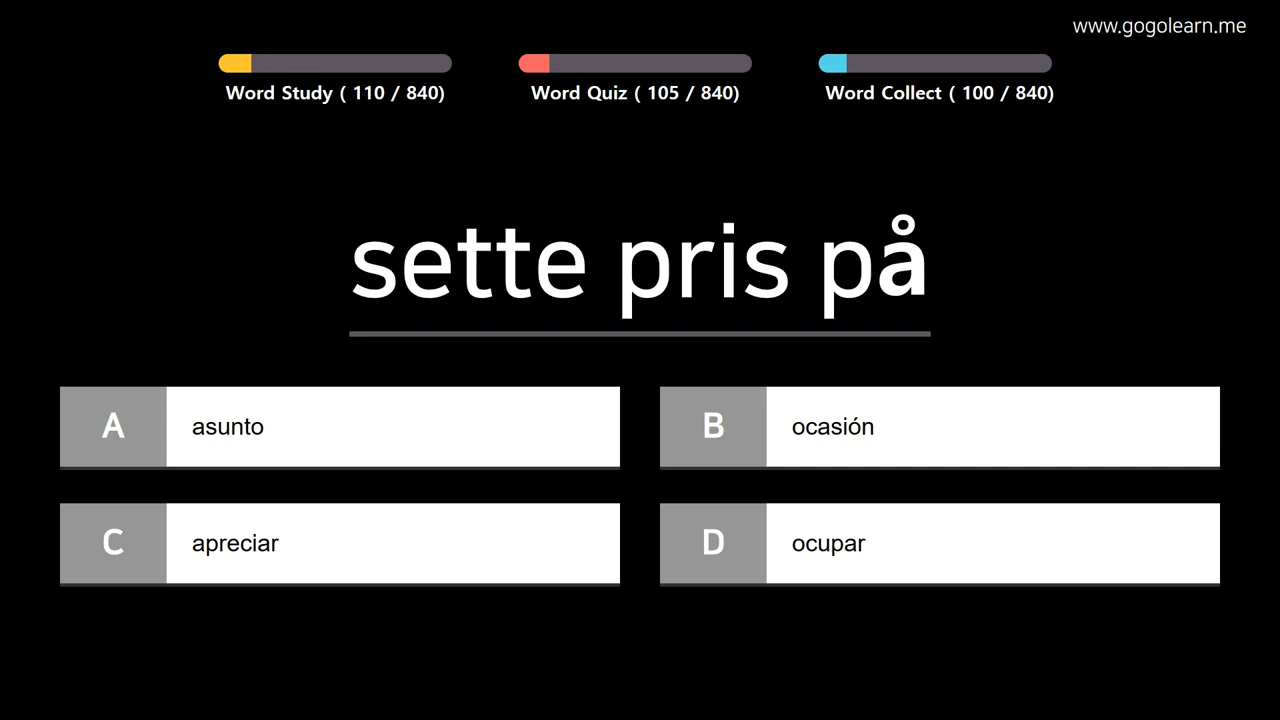 www.gogolearn.me
Word Study ( 110 / 840)
Word Quiz ( 105 / 840)
Word Collect ( 100 / 840)
sette pris på
A asunto
B ocasión
C apreciar
D ocupar